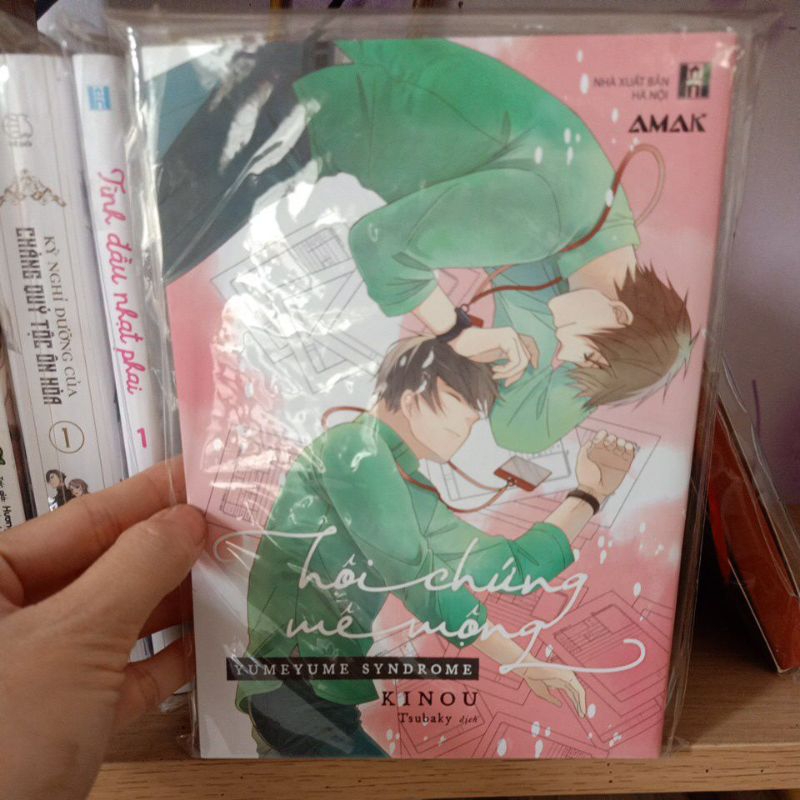 NHÀ XUẤT BẢN
HÀ NỘI
AMAK
Hội chứng
mê mộng
YUMEYUME SYNDROME
KINOU
Tsubaky dịch
KỲ NGHỈ DƯỠNG CỦA
CHÀNG QUÝ TỘC ÔN HÒA
1
Tình đầu nhạt phai
1